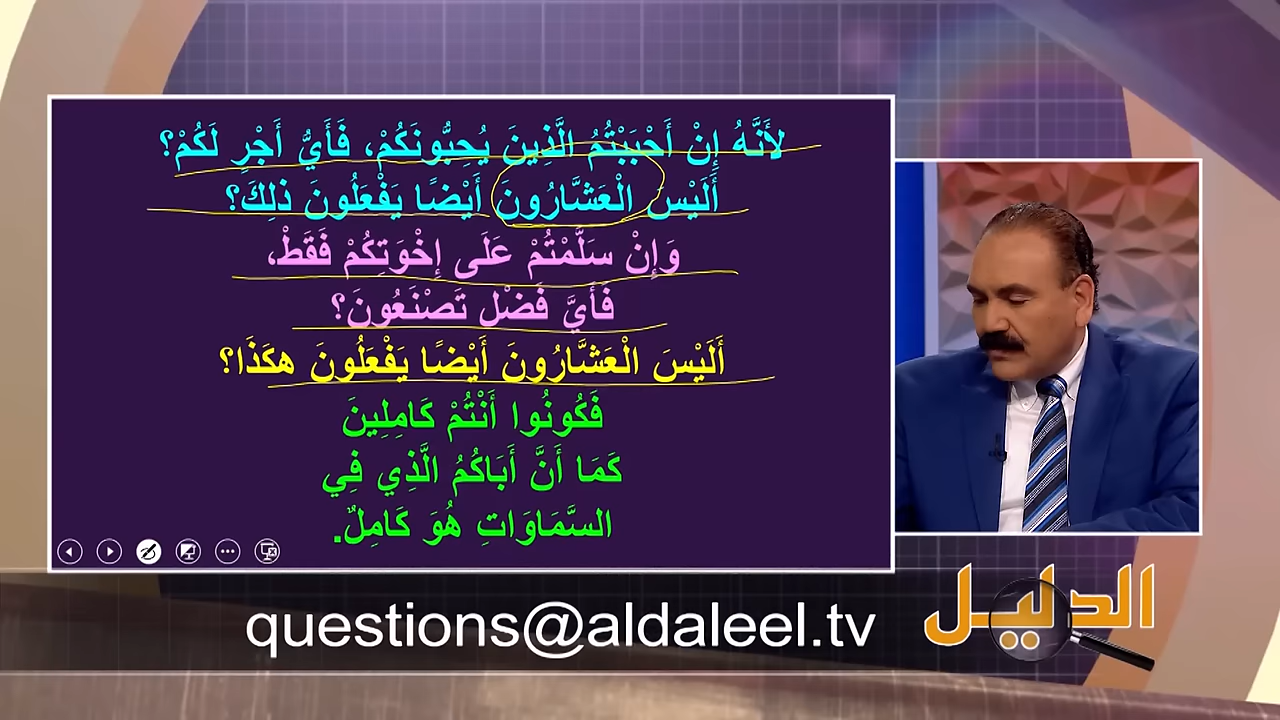 لأَنَّهُ إِنْ أَحْبَبْتُمُ الَّذِينَ يُحِبُّونَكُمْ، فَأَيُّ أَجْرٍ لَكُمْ؟
أَلَيْسَ الْعَشَّارُونَ أَيْضًا يَفْعَلُونَ ذلِكَ؟
وَإِنْ سَلَّمْتُمْ عَلَى إِخْوَتِكُمْ فَقَطْ،
فَأَيَّ فَضْل تَصْنَعُونَ؟
أَلَيْسَ الْعَشَّارُونَ أَيْضًا يَفْعَلُونَ هكَذَا؟
فَكُونُوا أَنْتُمْ كَامِلِينَ
كَمَا أَنَّ أَبَاكُمُ الَّذِي فِي
السَّمَاوَاتِ هُوَ كَامِلٌ.
questions@aldaleel.tv
الدليل